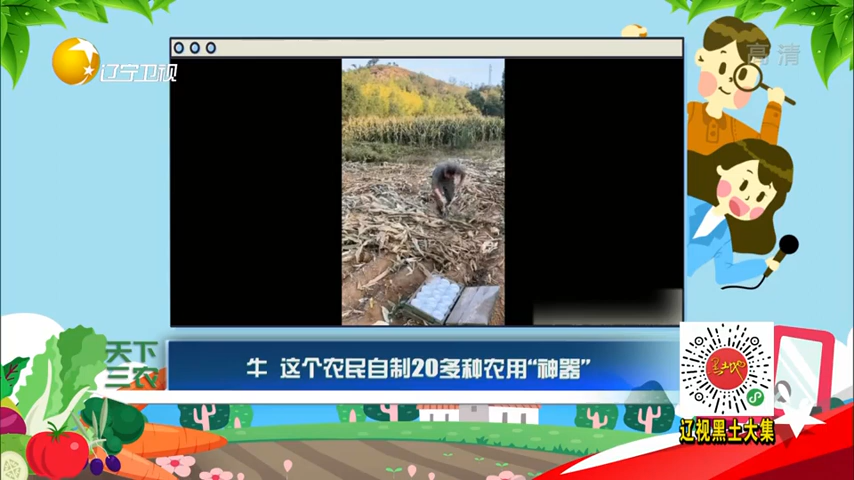 辽宁卫视
高清
天下
三农
牛 这个农民自制20多种农用“神器”
辽视黑土大集